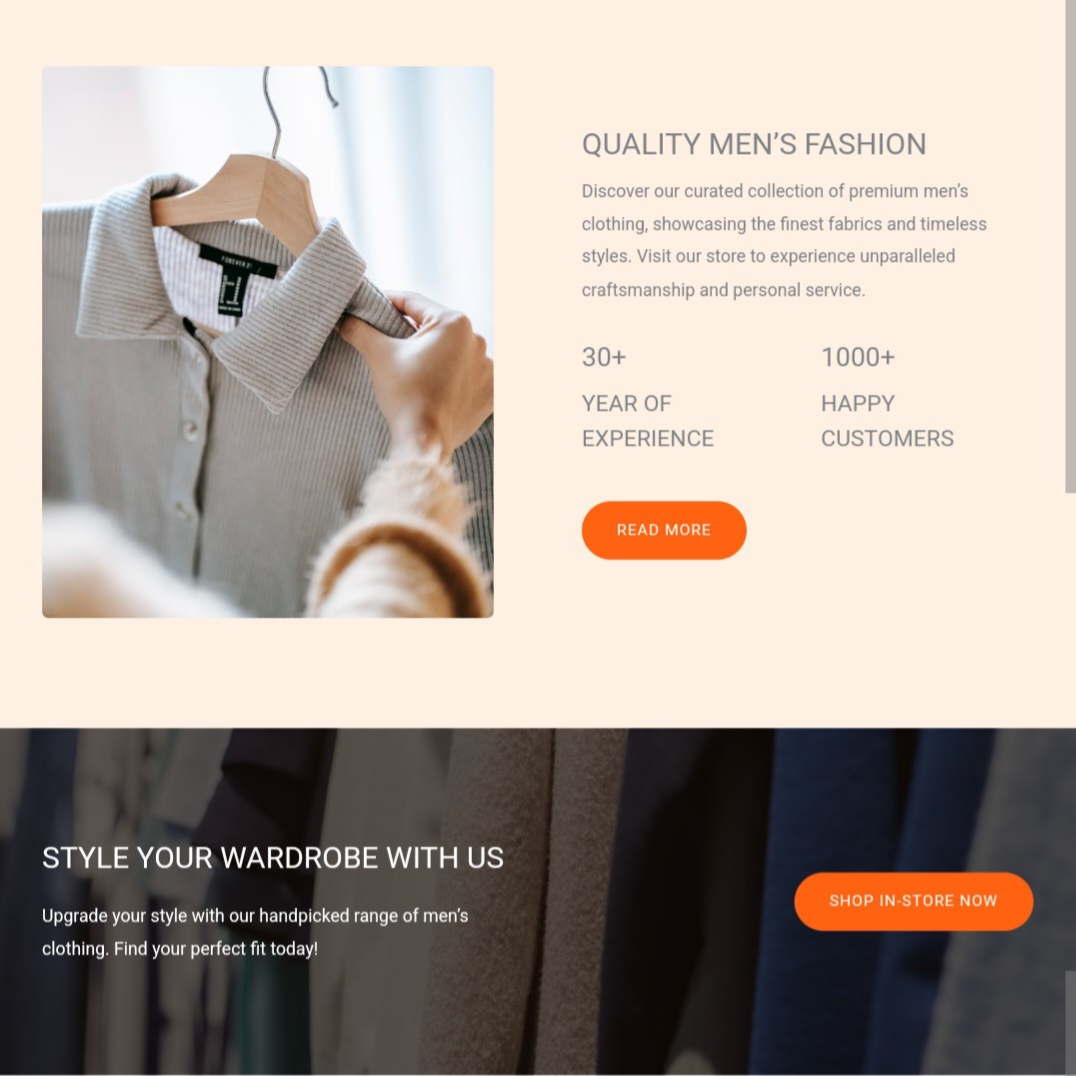 QUALITY MEN’S FASHION
Discover our curated collection of premium men’s
clothing, showcasing the finest fabrics and timeless
styles. Visit our store to experience unparalleled
craftsmanship and personal service.
30+
YEAR OF
EXPERIENCE
1000+
HAPPY
CUSTOMERS
READ MORE
FOREVER 21
STYLE YOUR WARDROBE WITH US
Upgrade your style with our handpicked range of men’s
clothing. Find your perfect fit today!
SHOP IN-STORE NOW